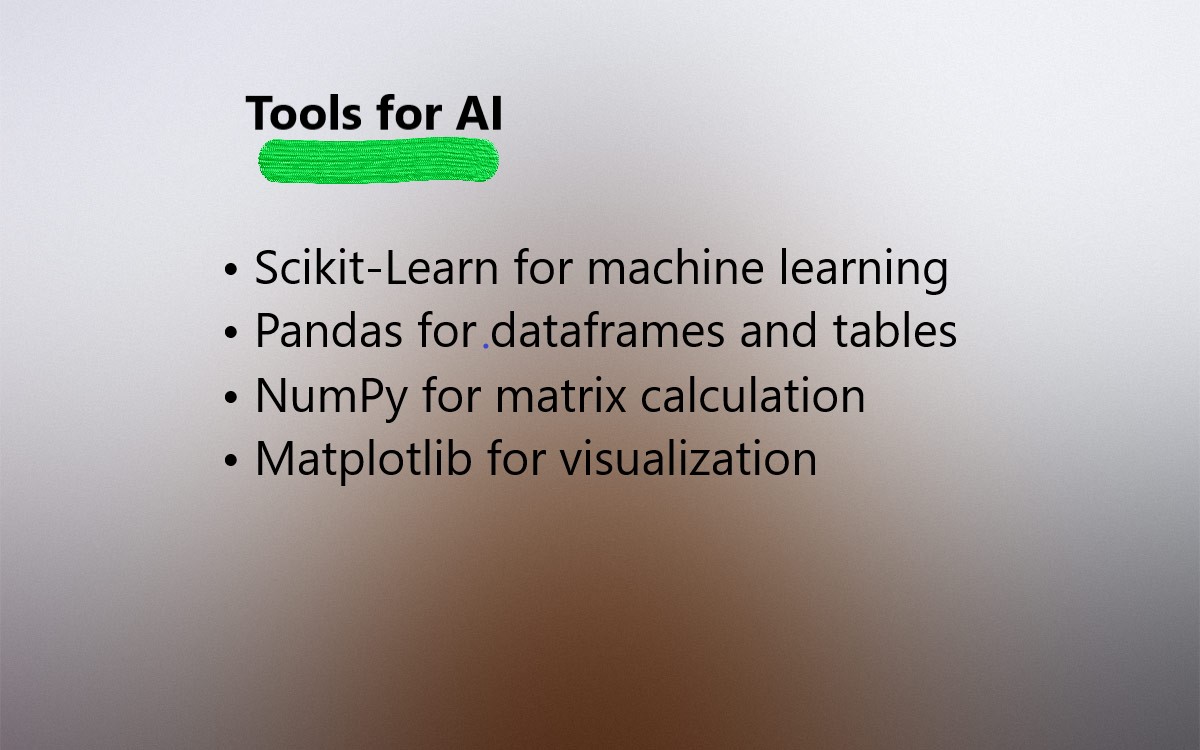 Tools for AI
• Scikit-Learn for machine learning
• Pandas for dataframes and tables
• NumPy for matrix calculation
• Matplotlib for visualization